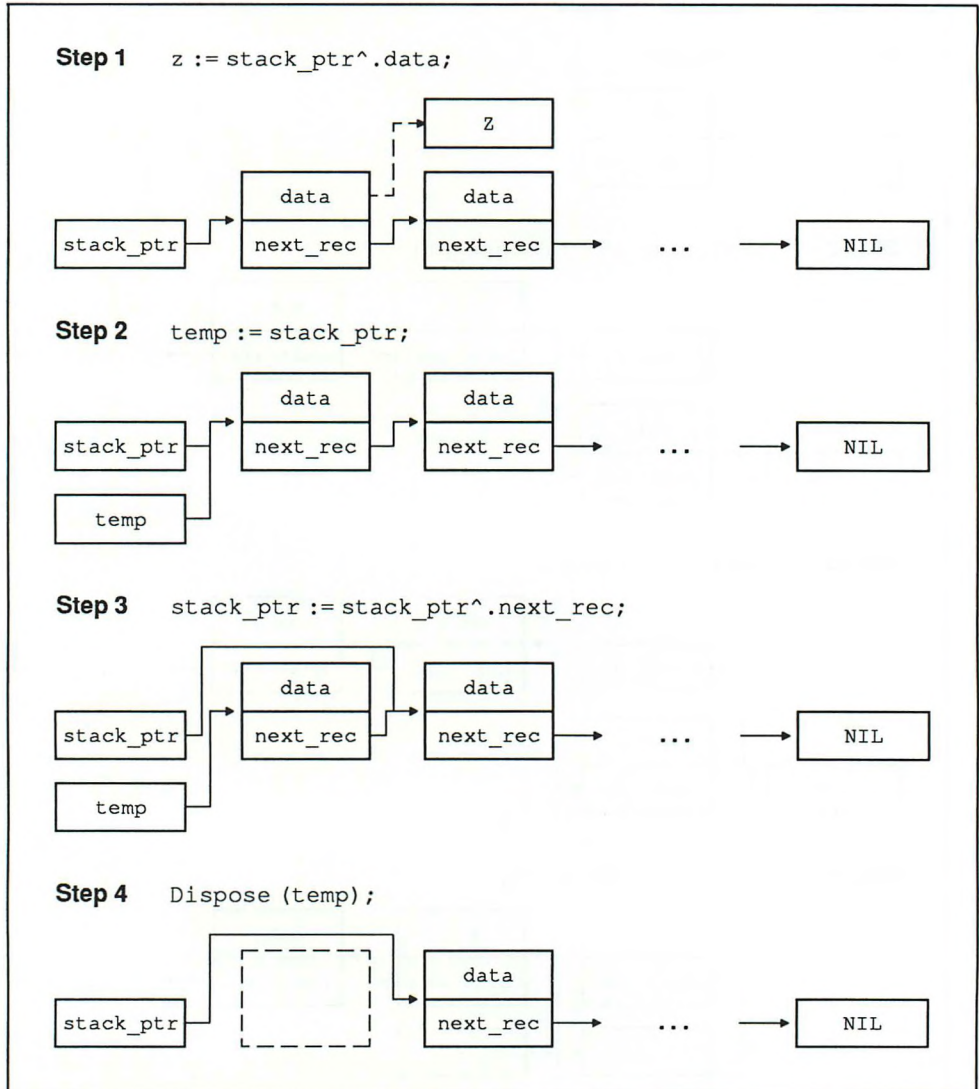 Step 1 z := stack_ptr^.data;
Z
data data
stack_ptr next_rec next_rec ... NIL
Step 2 temp := stack_ptr;
data data
stack_ptr next_rec next_rec ... NIL
temp
Step 3 stack_ptr := stack_ptr^.next_rec;
data data
stack_ptr next_rec next_rec ... NIL
temp
Step 4 Dispose (temp);
data
stack_ptr next_rec ... NIL